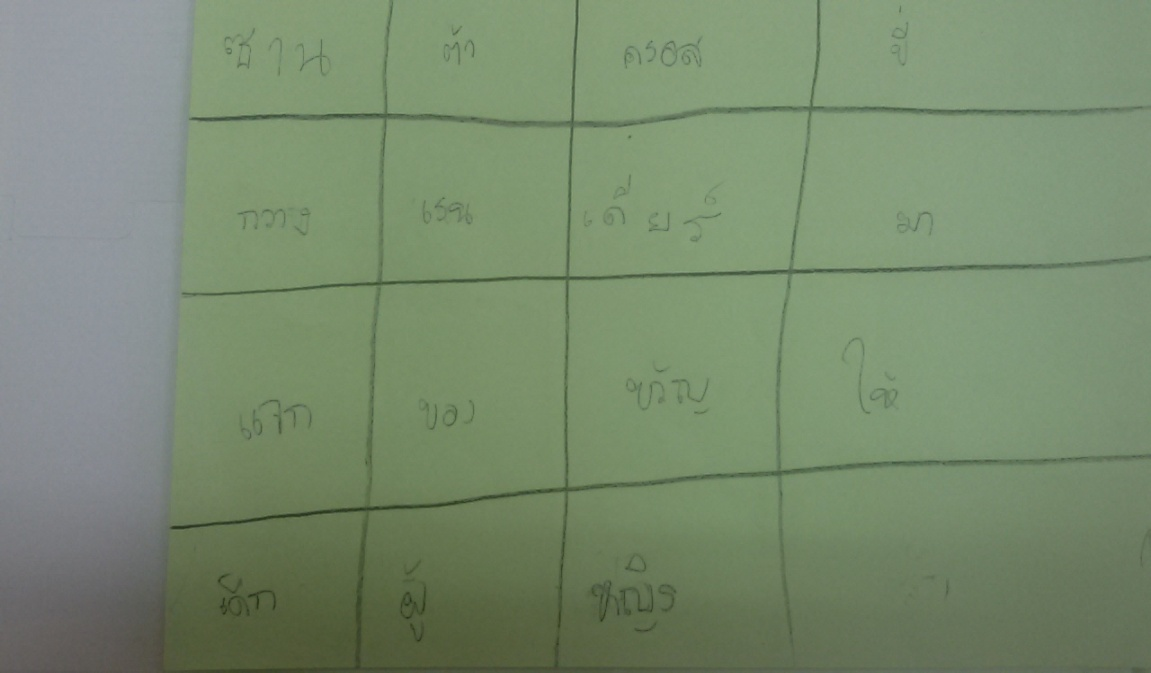 ซาน ต้า ครอส ขี่
กวาง เรน เดียร์ มา
แจก ของ ขวัญ ให้
เด็ก ผู้ หญิง